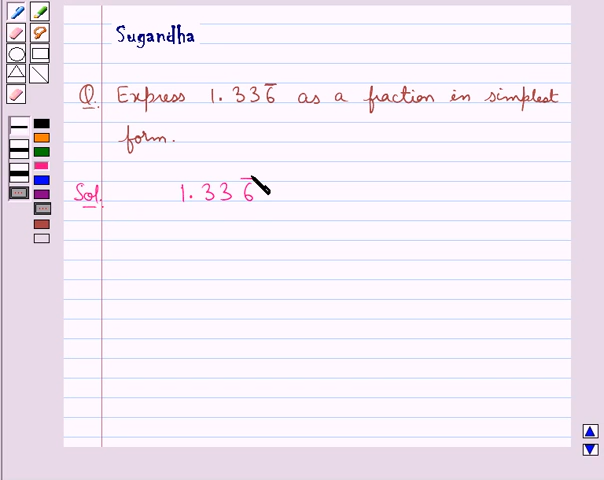 Sugandha
Q. Express 1.336̅ as a fraction in simplest
form.
Sol. 1.336̅